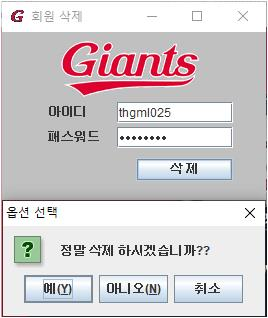 G 회원 삭제
Giants
아이디 thgml025
패스워드 ••••••••
삭 제
옵션 선택
? 정말 삭제 하시겠습니까??
예(Y) 아니오(N) 취소